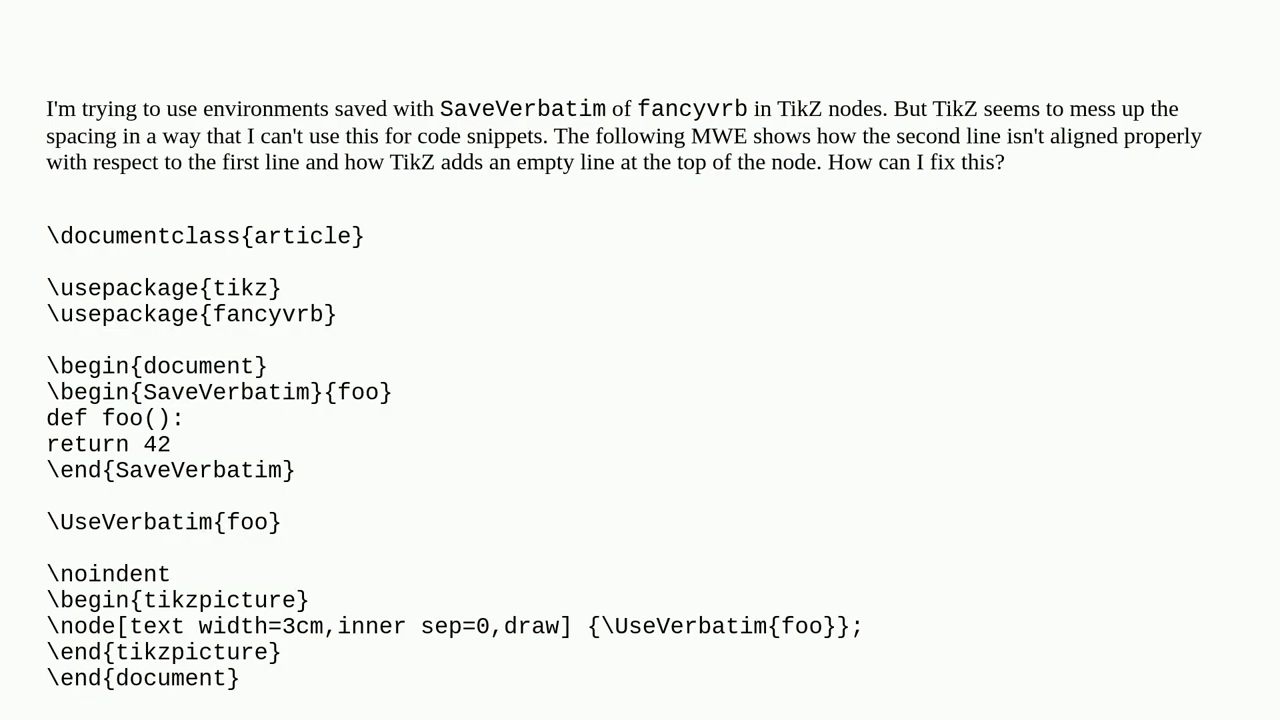 I'm trying to use environments saved with SaveVerbatim of fancyvrb in TikZ nodes. But TikZ seems to mess up the
spacing in a way that I can't use this for code snippets. The following MWE shows how the second line isn't aligned properly
with respect to the first line and how TikZ adds an empty line at the top of the node. How can I fix this?
\documentclass{article}
\usepackage{tikz}
\usepackage{fancyvrb}
\begin{document}
\begin{SaveVerbatim}{foo}
def foo():
return 42
\end{SaveVerbatim}
\UseVerbatim{foo}
\noindent
\begin{tikzpicture}
\node[text width=3cm,inner sep=0,draw] {\UseVerbatim{foo}};
\end{tikzpicture}
\end{document}